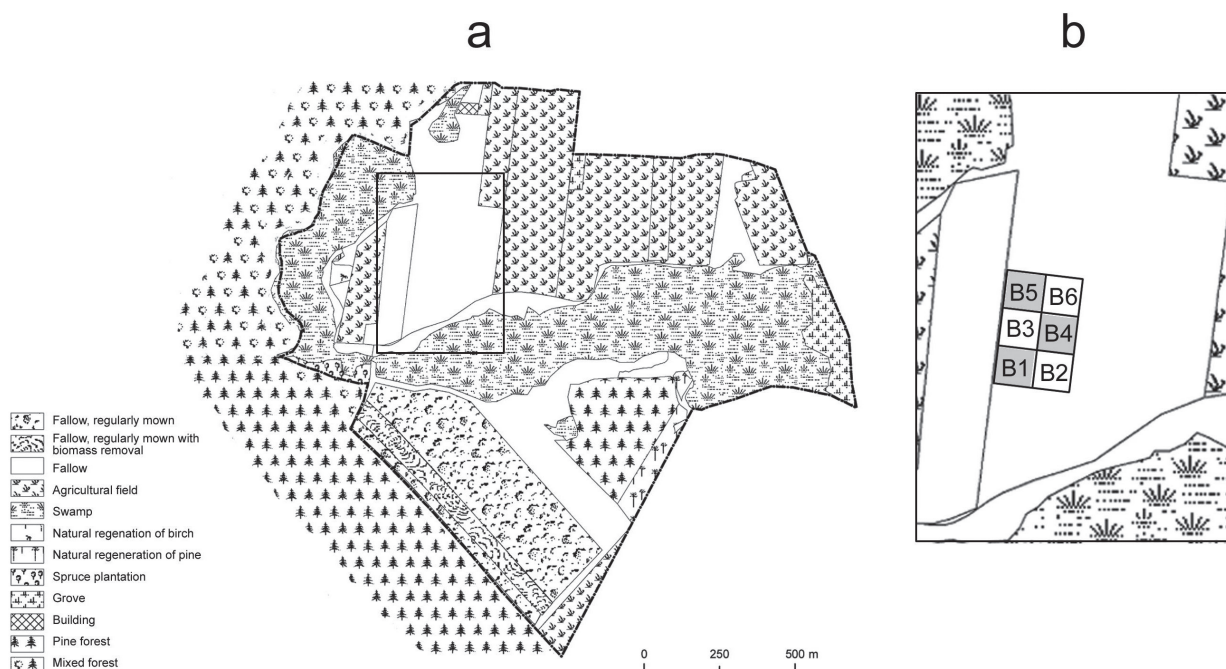 a
b
B5 B6
B3 B4
B1 B2
Fallow, regularly mown
Fallow, regularly mown with
biomass removal
Fallow
Agricultural field
Swamp
Natural regenation of birch
Natural regeneration of pine
Spruce plantation
Grove
Building
Pine forest
Mixed forest
0 250 500 m